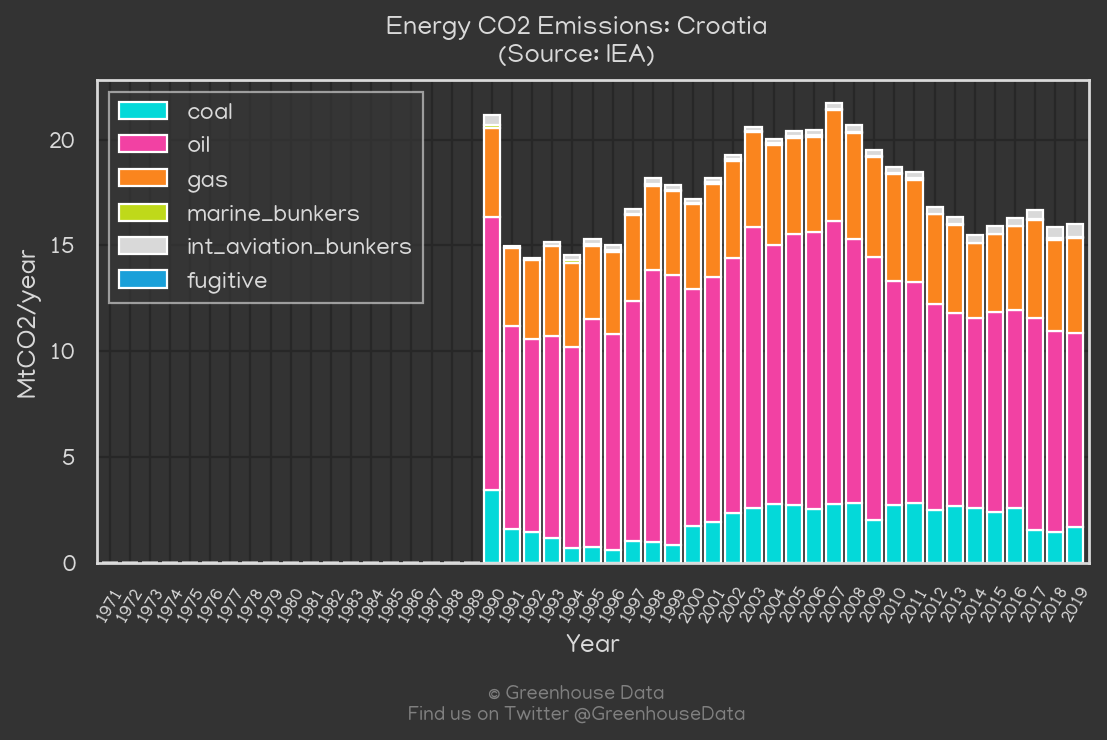 Energy CO2 Emissions: Croatia
(Source: IEA)
coal
oil
gas
marine_bunkers
int_aviation_bunkers
fugitive
MtCO2/year
20
15
10
5
0
1971 1972 1973 1974 1975 1976 1977 1978 1979 1980 1981 1982 1983 1984 1985 1986 1987 1988 1989 1990 1991 1992 1993 1994 1995 1996 1997 1998 1999 2000 2001 2002 2003 2004 2005 2006 2007 2008 2009 2010 2011 2012 2013 2014 2015 2016 2017 2018 2019
Year
© Greenhouse Data
Find us on Twitter @GreenhouseData